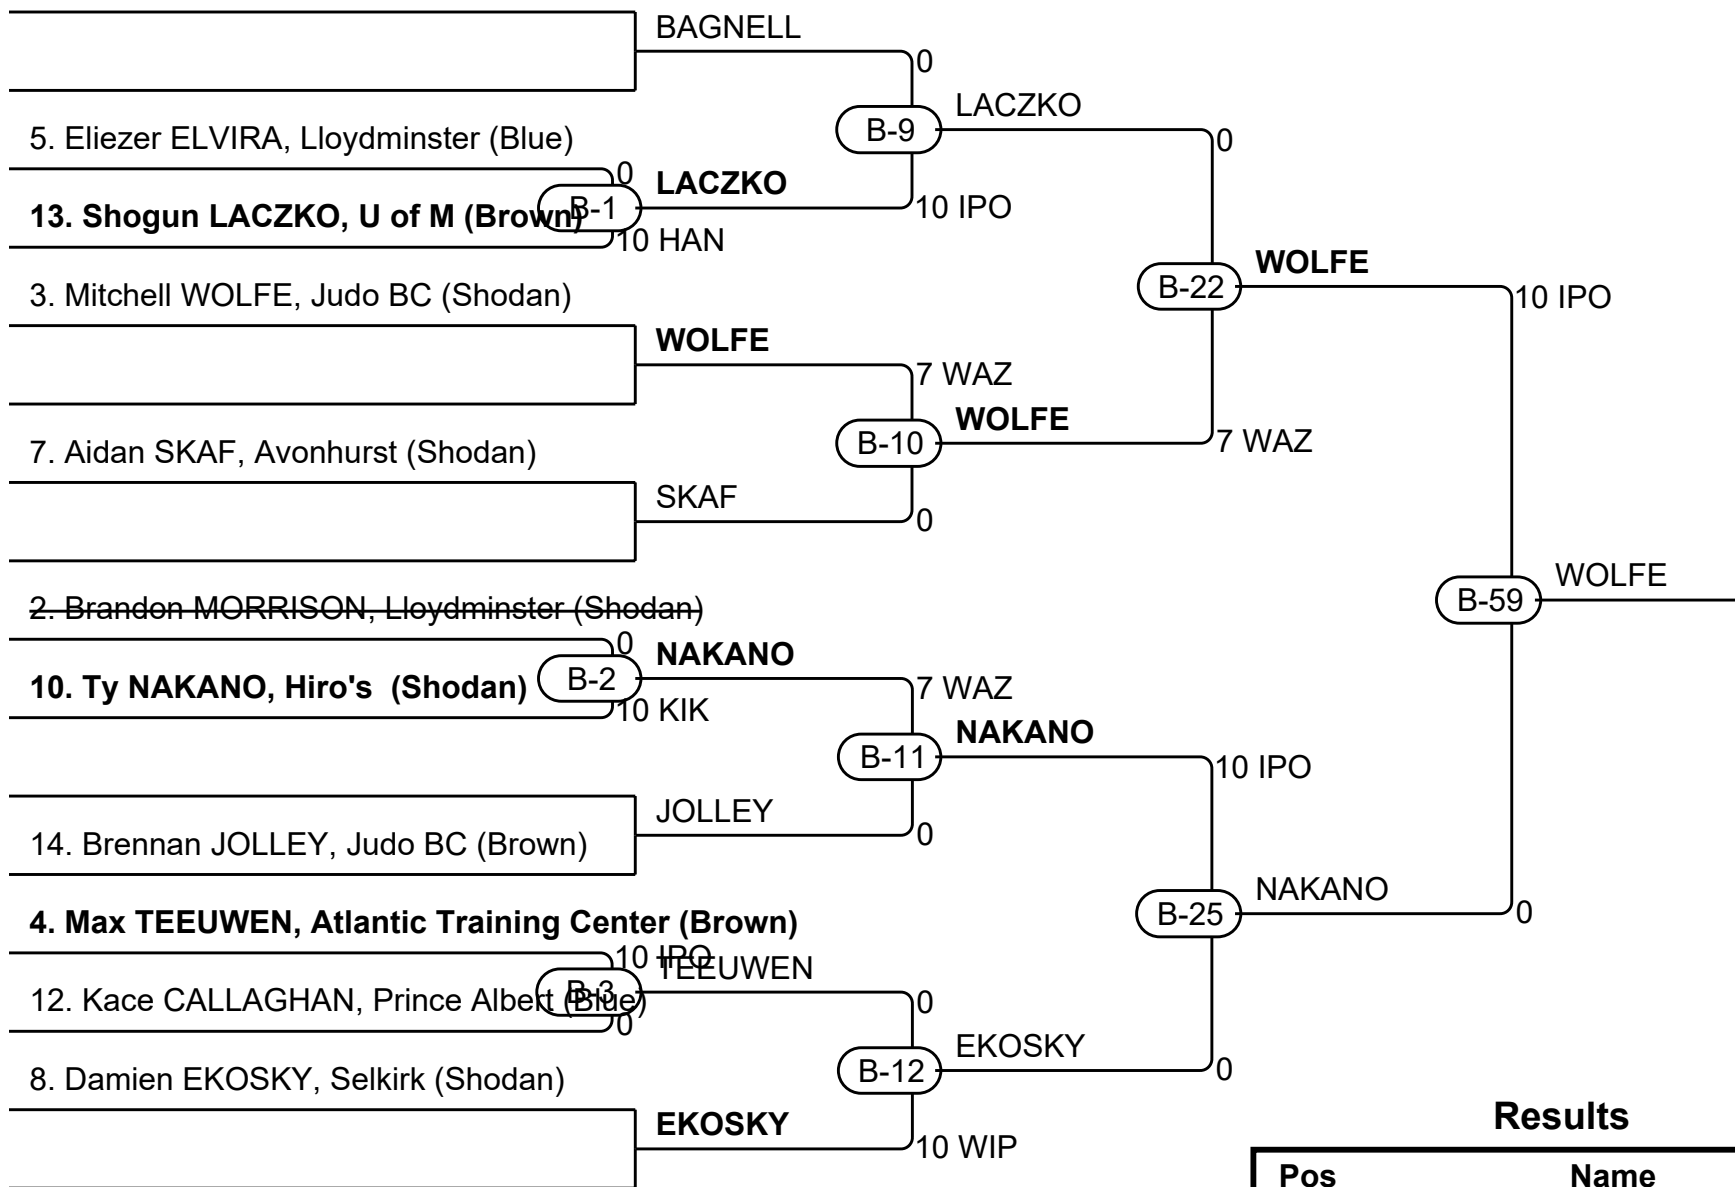 BAGNELL
0
LACZKO
B-9
5. Eliezer ELVIRA, Lloydminster (Blue)
0
0
LACZKO
13. Shogun LACZKO, U of M (Brown)
B-1
10 IPO
10 HAN
WOLFE
B-22
3. Mitchell WOLFE, Judo BC (Shodan)
10 IPO
WOLFE
7 WAZ
WOLFE
B-10
7 WAZ
7. Aidan SKAF, Avonhurst (Shodan)
SKAF
0
WOLFE
B-59
2. Brandon MORRISON, Lloydminster (Shodan)
0
NAKANO
10. Ty NAKANO, Hiro's (Shodan)
B-2
7 WAZ
10 KIK
NAKANO
B-11
10 IPO
JOLLEY
0
14. Brennan JOLLEY, Judo BC (Brown)
NAKANO
B-25
0
4. Max TEEUWEN, Atlantic Training Center (Brown)
10 IPO
TEEUWEN
B-3
12. Kace CALLAGHAN, Prince Albert (Blue)
0
0
EKOSKY
B-12
0
8. Damien EKOSKY, Selkirk (Shodan)
EKOSKY
10 WIP
Results
Pos Name